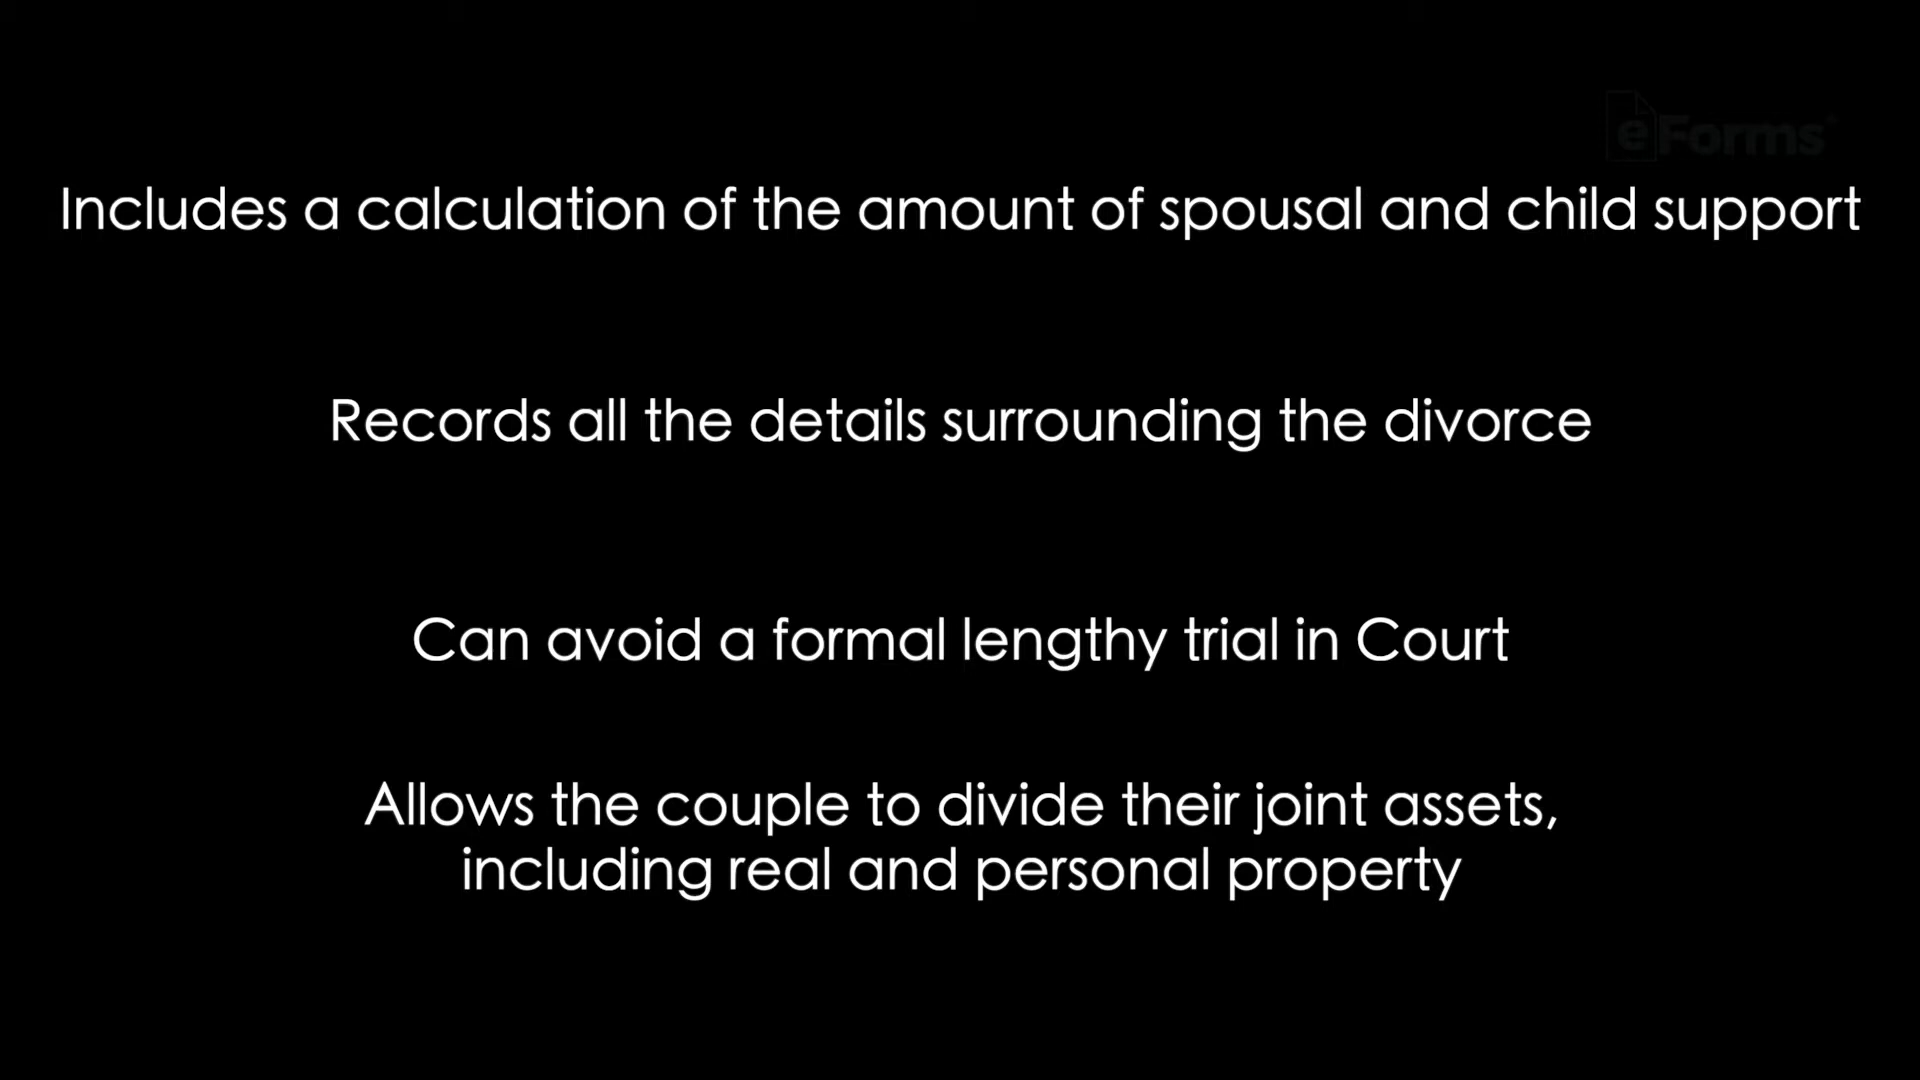 eForms
Includes a calculation of the amount of spousal and child support
Records all the details surrounding the divorce
Can avoid a formal lengthy trial in Court
Allows the couple to divide their joint assets,
including real and personal property